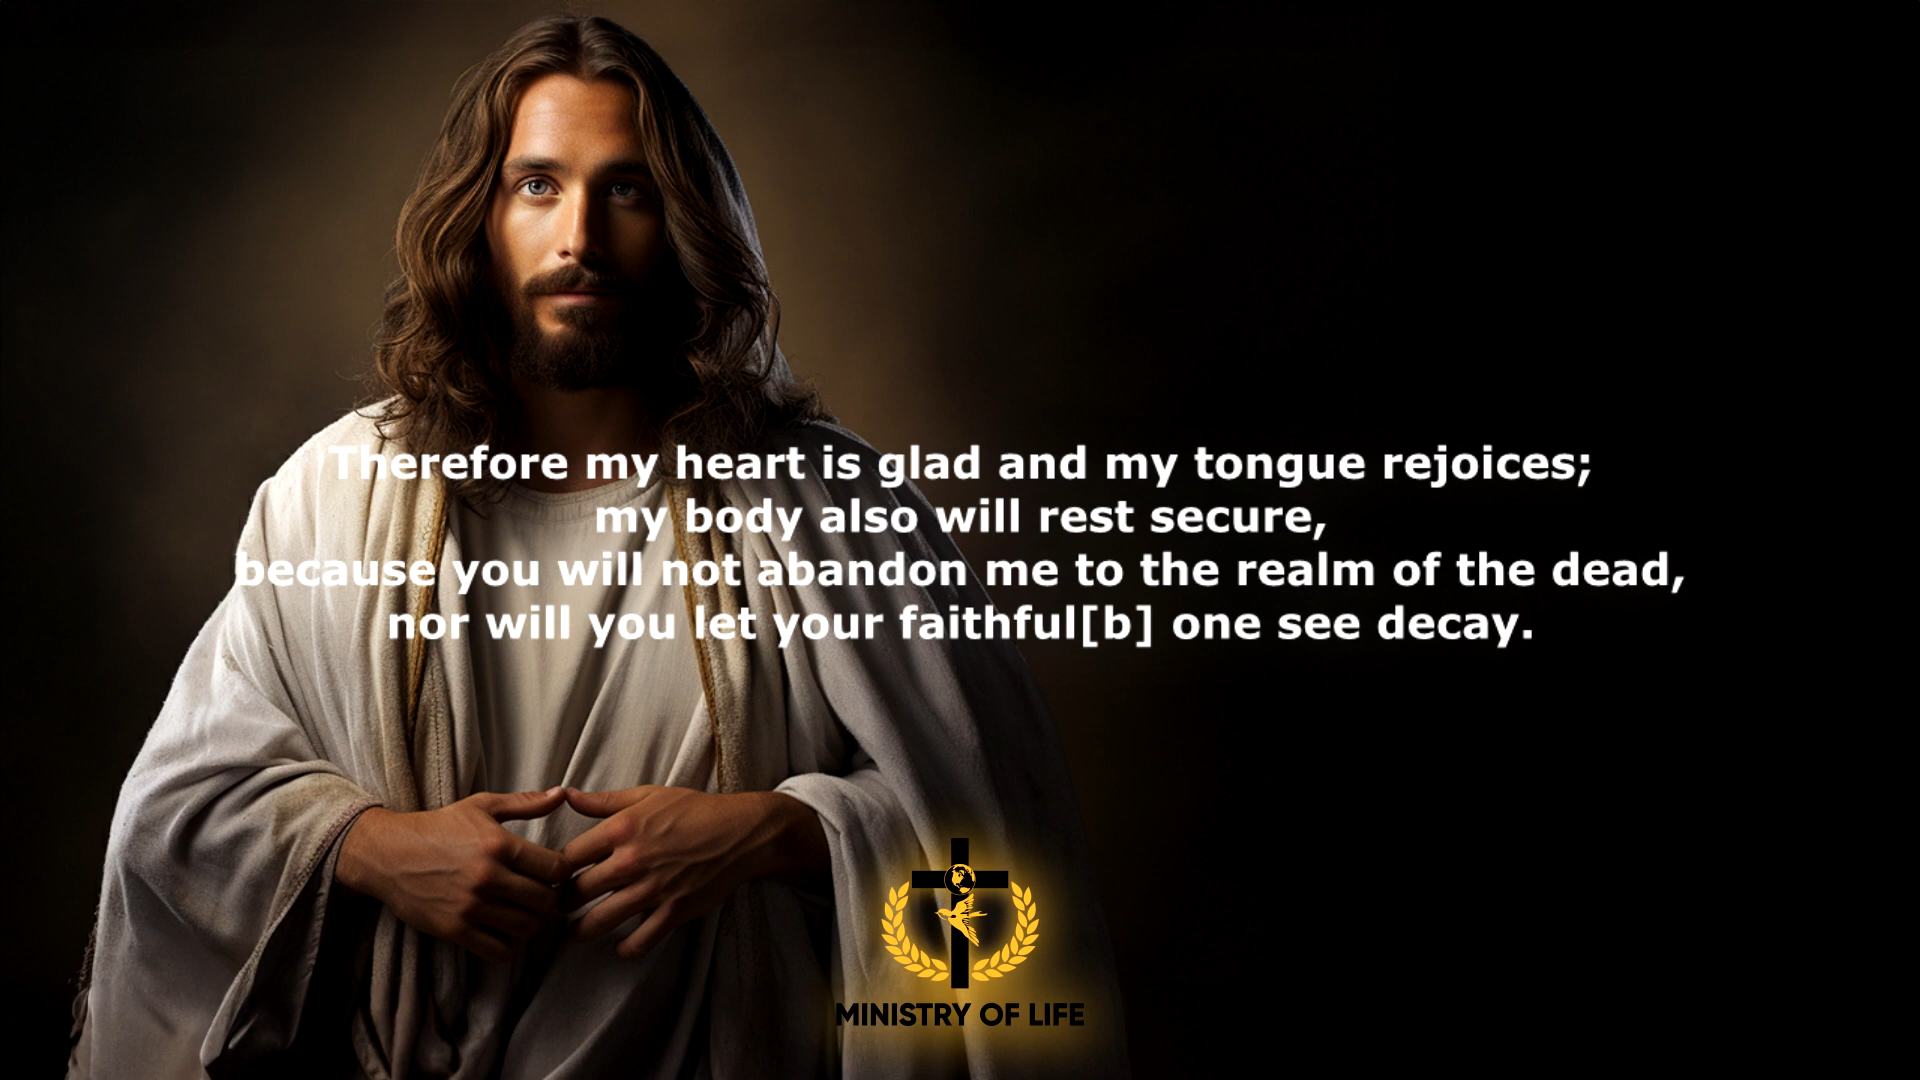 Therefore my heart is glad and my tongue rejoices;
my body also will rest secure,
because you will not abandon me to the realm of the dead,
nor will you let your faithful[b] one see decay.
MINISTRY OF LIFE